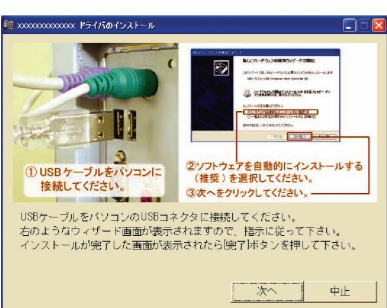 xxxxxxxxxxxxx ドライバのインストール
① USB ケーブルをパソコンに
接続してください。
②ソフトウェアを自動的にインストールする
（推奨）を選択してください。
③次へをクリックしてください。
USBケーブルをパソコンのUSBコネクタに接続してください。
右のようなウィザード画面が表示されますので、指示に従って下さい。
インストールが完了した画面が表示されたら[完了]ボタンを押して下さい。
次へ
中止